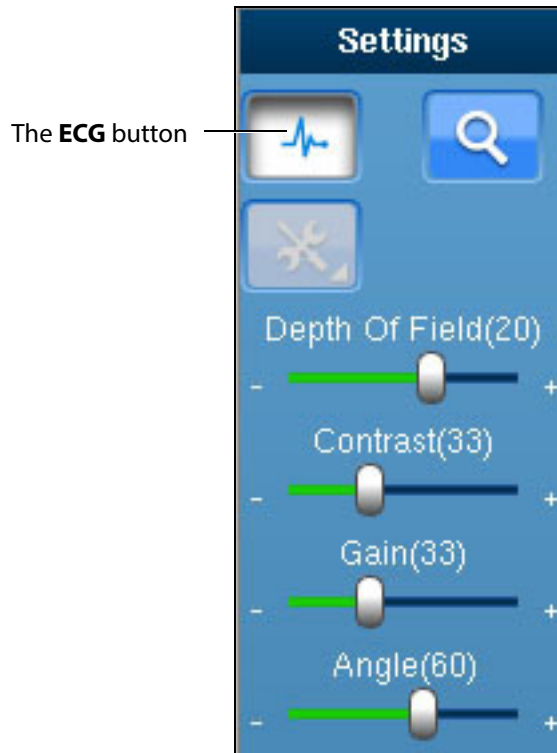 Settings
The ECG button
Depth Of Field(20)
- +
Contrast(33)
- +
Gain(33)
- +
Angle(60)
- +